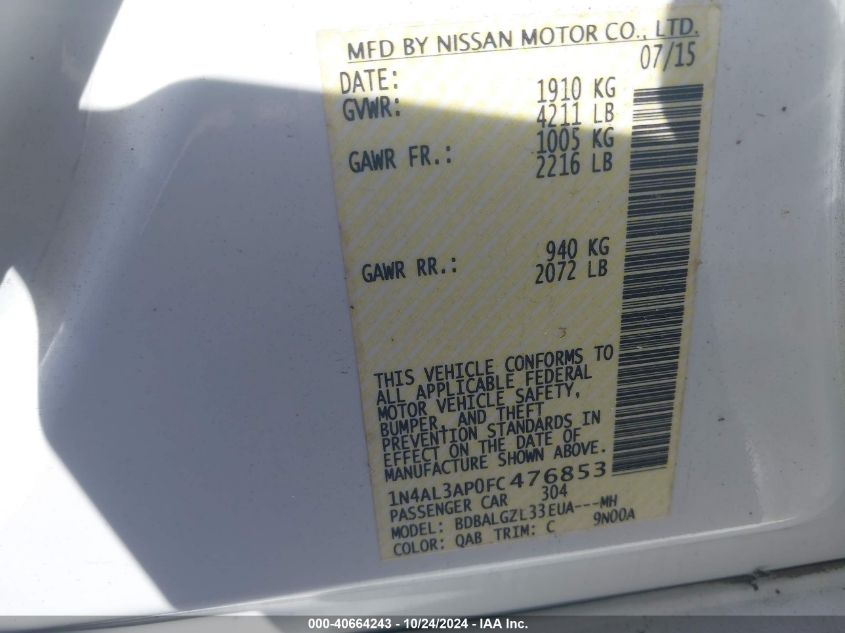 MFD BY NISSAN MOTOR CO., LTD.
DATE: 07/15
GVWR: 1910 KG
4211 LB
GAWR FR.: 1005 KG
2216 LB
GAWR RR.: 940 KG
2072 LB
THIS VEHICLE CONFORMS TO
ALL APPLICABLE FEDERAL
MOTOR VEHICLE SAFETY,
BUMPER, AND THEFT
PREVENTION STANDARDS IN
EFFECT ON THE DATE OF
MANUFACTURE SHOWN ABOVE.
1N4AL3AP0FC476853
PASSENGER CAR 304
MODEL: BDBALGZL33EUA---MH
COLOR: QAB TRIM: C 9N00A
000-40664243 - 10/24/2024 - IAA Inc.